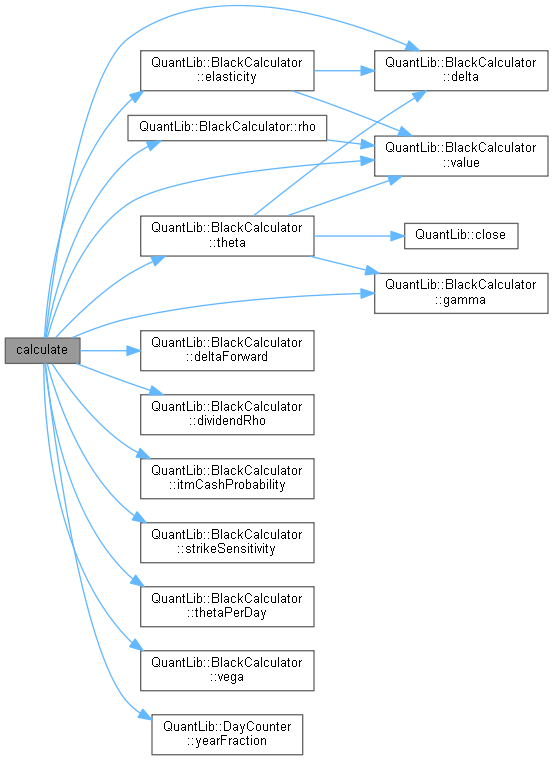 QuantLib::BlackCalculator
::elasticity
QuantLib::BlackCalculator
::delta
QuantLib::BlackCalculator::rho
QuantLib::BlackCalculator
::value
QuantLib::BlackCalculator
::theta
QuantLib::close
QuantLib::BlackCalculator
::gamma
calculate
QuantLib::BlackCalculator
::deltaForward
QuantLib::BlackCalculator
::dividendRho
QuantLib::BlackCalculator
::itmCashProbability
QuantLib::BlackCalculator
::strikeSensitivity
QuantLib::BlackCalculator
::thetaPerDay
QuantLib::BlackCalculator
::vega
QuantLib::DayCounter
::yearFraction